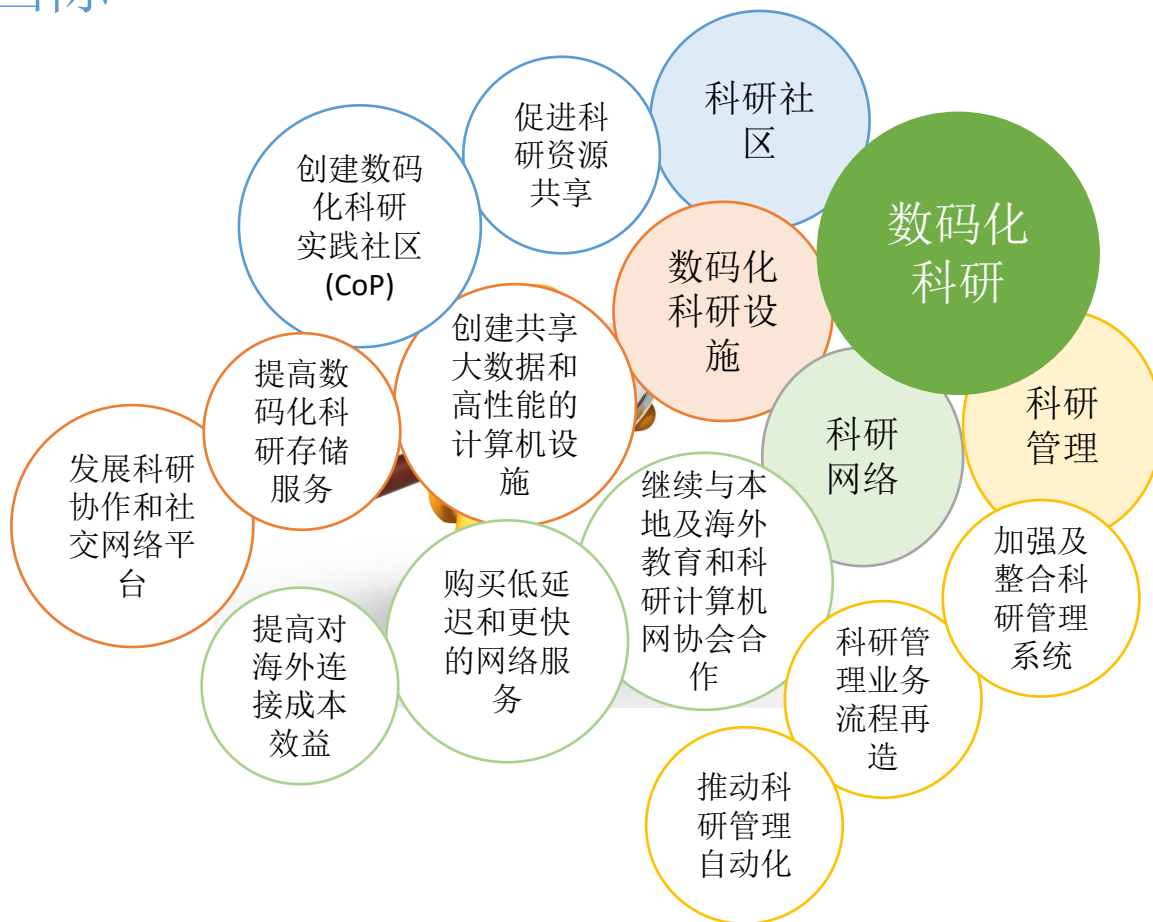 科研社
区
促进科
研资源
共享
创建数码
化科研
实践社区
(CoP)
数码化
科研
数码化
科研设
施
创建共享
大数据和
高性能的
计算机设
施
提高数
码化科
研存储
服务
发展科研
协作和社
交网络平
台
科研
网络
继续与本
地及海外
教育和科
研计算机
网协会合
作
购买低延
迟和更快
的网络服
务
提高对
海外连
接成本
效益
科研
管理
加强及
整合科
研管理
系统
科研管
理业务
流程再
造
推动科
研管理
自动化